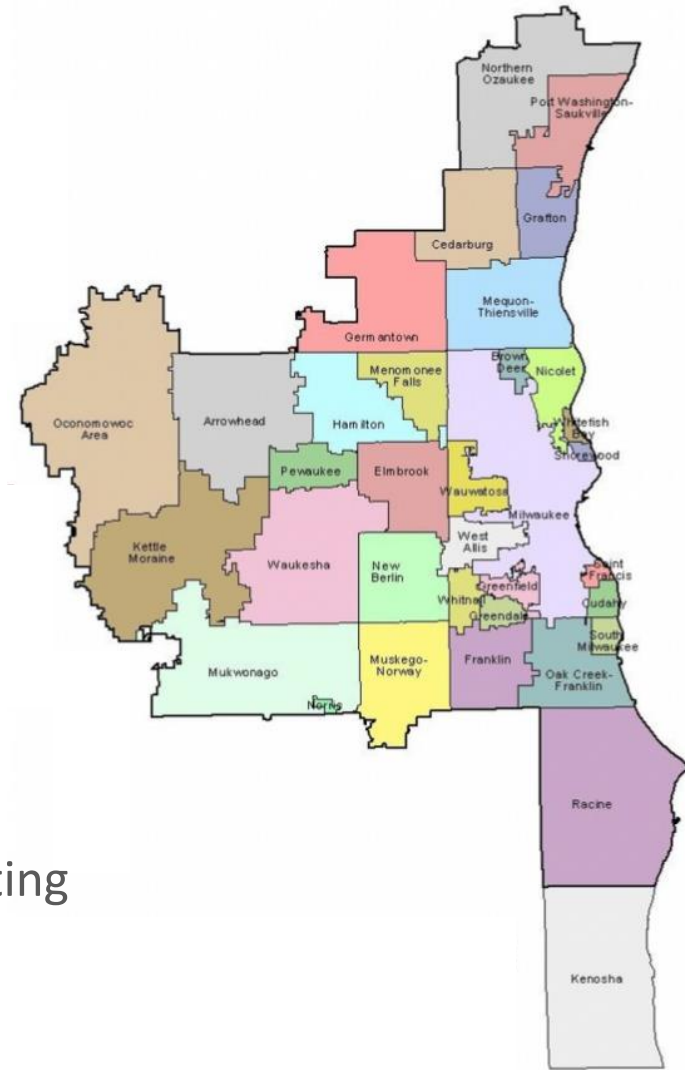 Northern
Ozaukee
Port Washington-
Saukville
Grafton
Cedarburg
Mequon-
Thiensville
Germantown
Brown
Deer
Nicolet
Menomonee
Falls
Whitefish
Bay
Shorewood
Oconomowoc
Area
Arrowhead
Hamilton
Pewaukee
Elmbrook
Wauwatosa
Milwaukee
West
Allis
Kettle
Moraine
Waukesha
New
Berlin
Saint
Francis
Greenfield
Whitnall
Greendale
Cudahy
South
Milwaukee
Mukwonago
Muskego-
Norway
Franklin
Oak Creek-
Franklin
Norris
Racine
ting
Kenosha